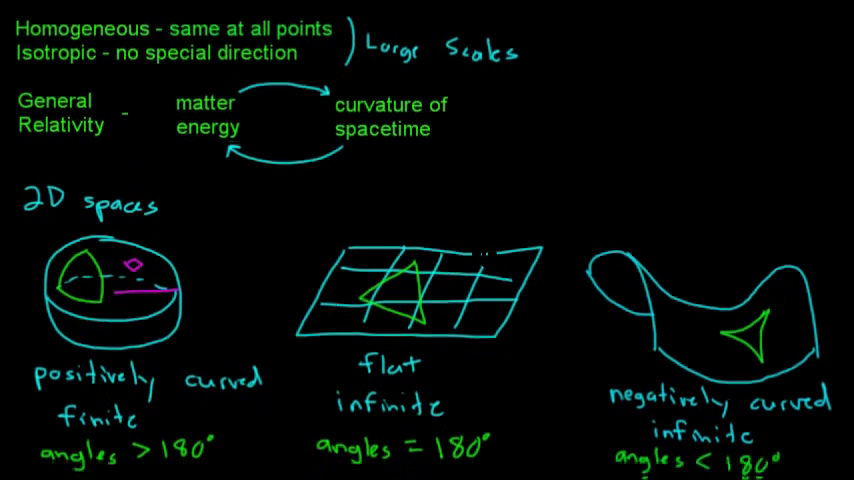 Homogeneous - same at all points
Isotropic - no special direction
Large Scales
General Relativity -
matter energy
curvature of spacetime
2D spaces
positively curved
finite
angles > 180°
flat
infinite
angles = 180°
negatively curved
infinite
angles < 180°